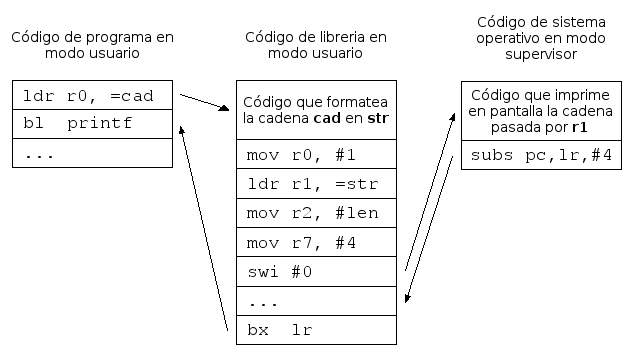 Código de programa en
modo usuario
ldr r0, =cad
bl printf
...
Código de libreria en
modo usuario
Código que formatea
la cadena cad en str
mov r0, #1
ldr r1, =str
mov r2, #len
mov r7, #4
swi #0
...
bx lr
Código de sistema
operativo en modo
supervisor
Código que imprime
en pantalla la cadena
pasada por r1
subs pc,lr,#4